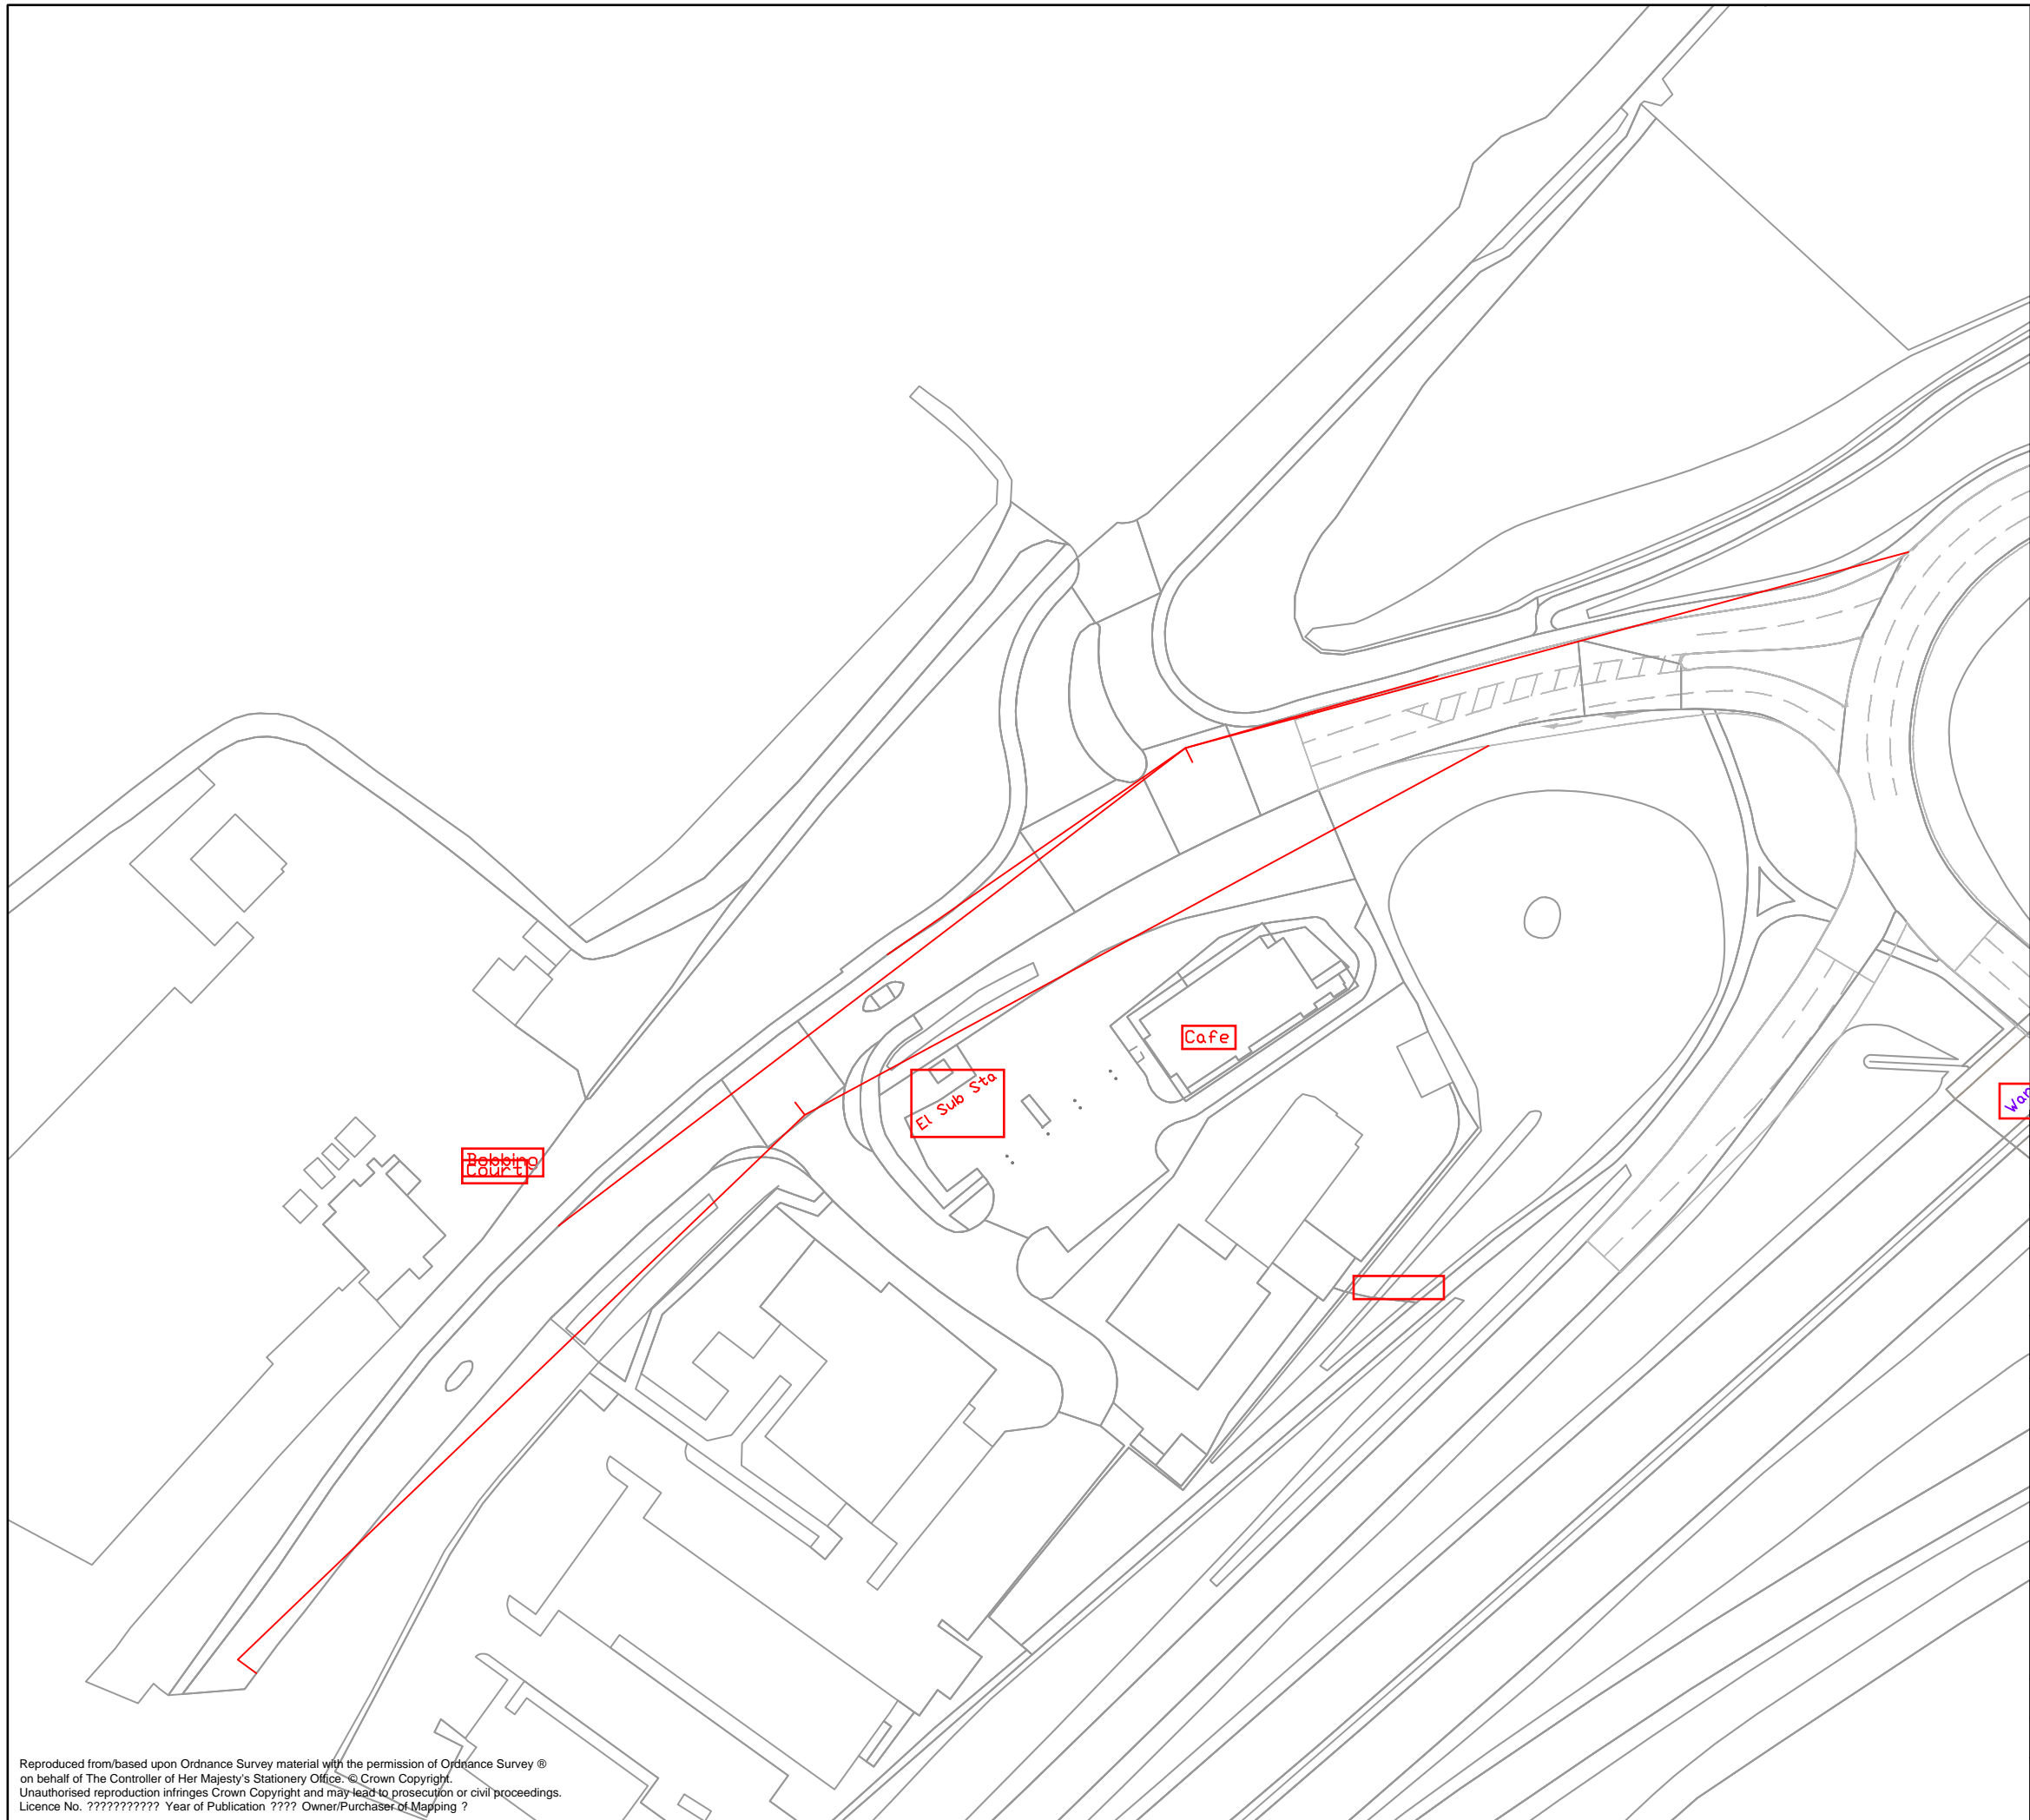 Cafe
El Sub Sta
Bobbing
Court
Reproduced from/based upon Ordnance Survey material with the permission of Ordnance Survey ®
on behalf of The Controller of Her Majesty's Stationery Office. © Crown Copyright.
Unauthorised reproduction infringes Crown Copyright and may lead to prosecution or civil proceedings.
Licence No. ??????????? Year of Publication ???? Owner/Purchaser of Mapping ?